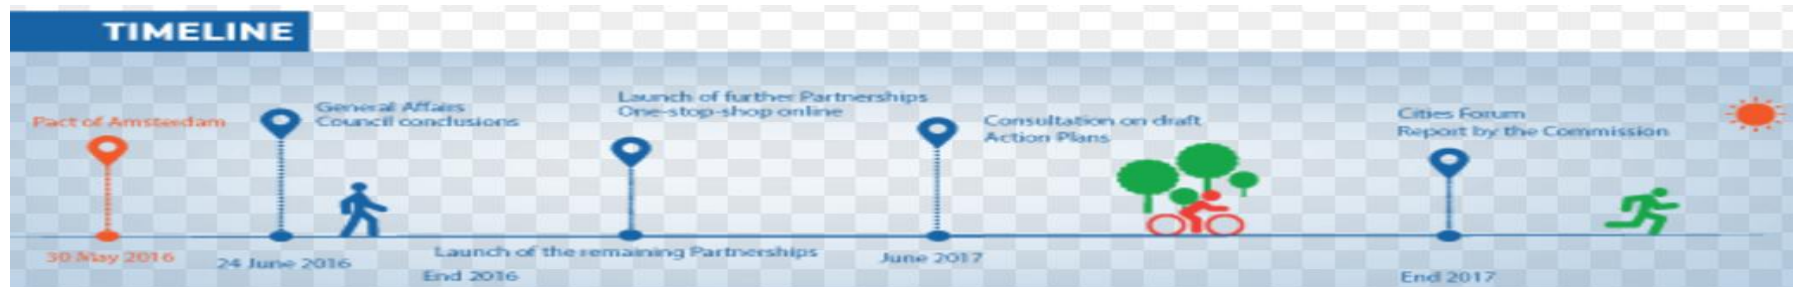 TIMELINE
Pact of Amsterdam
30 May 2016
General Affairs
Council conclusions
24 June 2016
Launch of further Partnerships
One-stop-shop online
Launch of the remaining Partnerships
End 2016
Consultation on draft
Action Plans
June 2017
Cities Forum
Report by the Commission
End 2017